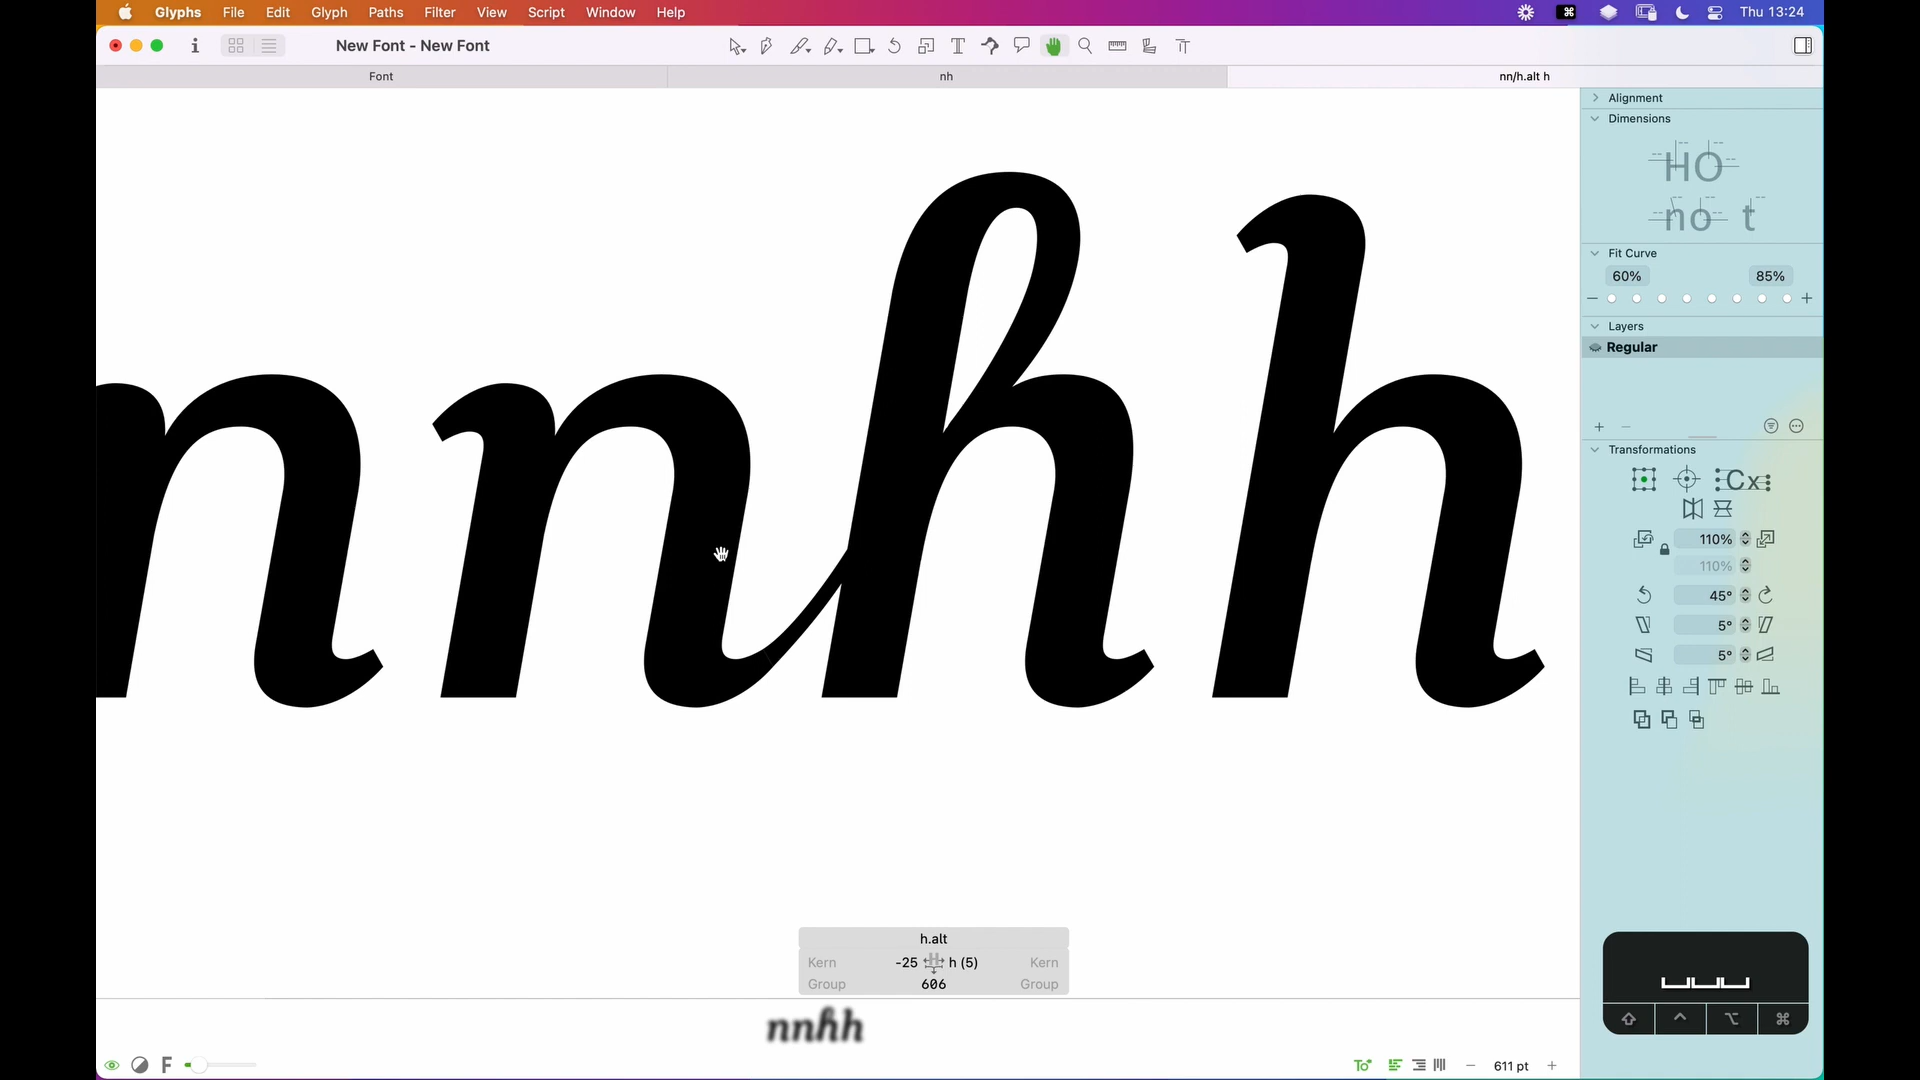 Glyphs File Edit Glyph Paths Filter View Script Window Help Thu 13:24
New Font - New Font
Font nh nn/h.alt h
Alignment
Dimensions
HO
no t
Fit Curve
60% 85%
Layers
Regular
Transformations
Cx
110%
110%
45°
5°
5°
nnhh
h.alt
Kern -25 H h (5) Kern
Group 606 Group
nnhh
F 611 pt